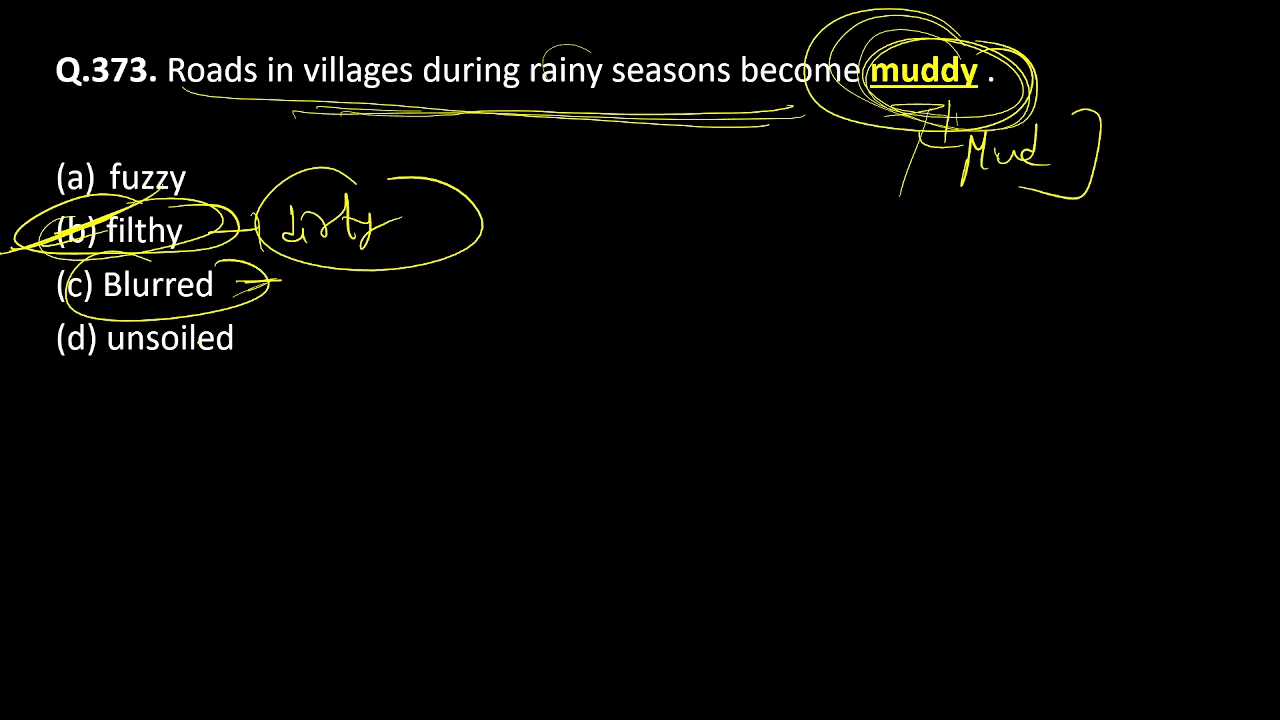 Q.373. Roads in villages during rainy seasons become muddy .
Mud
(a) fuzzy
(b) filthy
dirty
(c) Blurred
(d) unsoiled